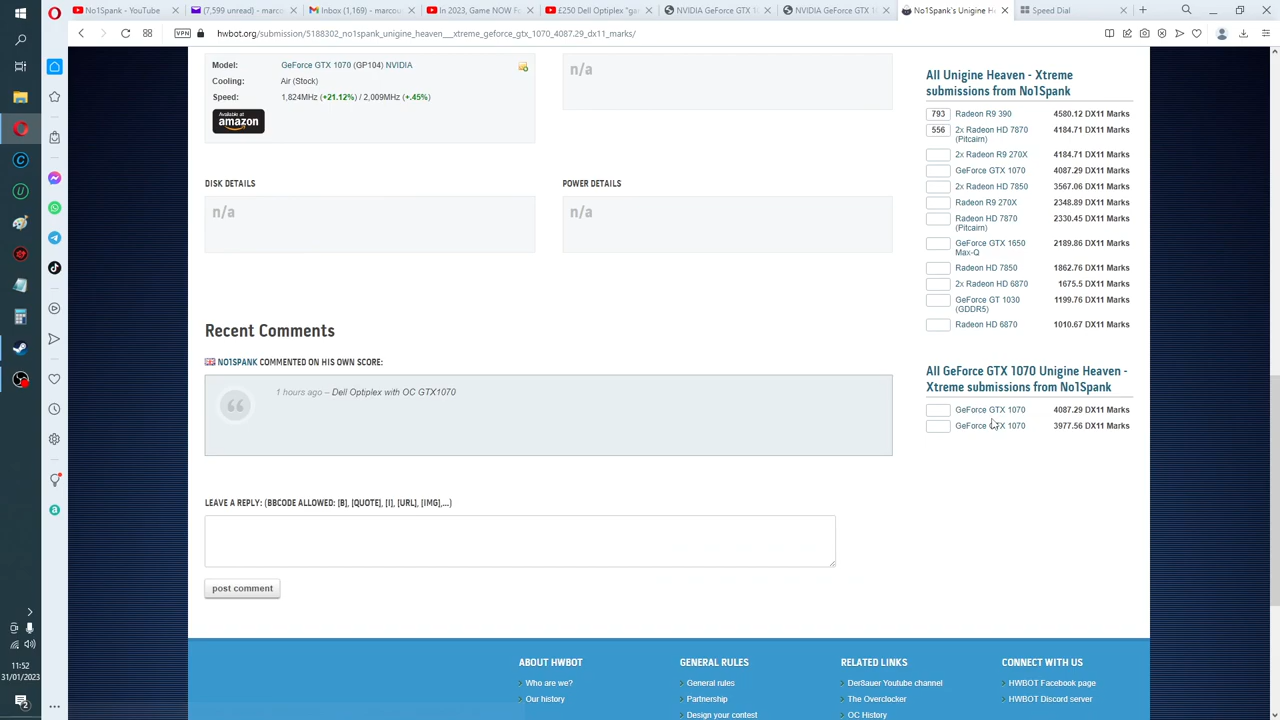 No1Spank - YouTube
(7,599 unread) - marco
Inbox (1,169) - marcou
In 2023, Game NOW Fo
£250 Dell Optiplex "gan
NVIDIA GeForce GTX 10
NVIDIA GeForce GTX 1
No1Spank's Unigine He
Speed Dial
VPN
hwbot.org/submission/5188302_no1spank_unigine_heaven___xtreme_geforce_gtx_1070_4087.29_dx11_marks/
Model: GeForce GTX 1070 (GP104) NVIDIA
Cooling: Air (Stock)
Speed: 1,824MHz (+21.12%) / 2,009MHz (+.45%)
Available at
amazon
n/a
DISK DETAILS
n/a
POWER DETAILS
n/a
Recent Comments
NO1SPANK COMMENTED ON HIS OWN SCORE:
1 hours ago – Dell Optiplex with OC GTX1070
LEAVE A REPLY: (BBCODE ALLOWED: [B], [QUOTE], [I], [URL], [IMG],...)
post comment
All Unigine Heaven - Xtreme
submissions from No1Spank
793 Radeon R9 390 4580.12 DX11 Marks
556 2x Radeon HD 7870 4184.71 DX11 Marks
(Pitcairn)
2x Radeon R9 270X 4184.71 DX11 Marks
GeForce GTX 1070 4087.29 DX11 Marks
2x Radeon HD 7850 3567.06 DX11 Marks
Radeon R9 270X 2348.89 DX11 Marks
Radeon HD 7870 2330.45 DX11 Marks
(Pitcairn)
GeForce GTX 1650 2189.86 DX11 Marks
Max-Q
Radeon HD 7850 1862.76 DX11 Marks
2x Radeon HD 6870 1675.5 DX11 Marks
GeForce GT 1030 1199.76 DX11 Marks
(GDDR5)
Radeon HD 6870 1010.67 DX11 Marks
All GeForce GTX 1070 Unigine Heaven -
Xtreme submissions from No1Spank
GeForce GTX 1070 4087.29 DX11 Marks
GeForce GTX 1070 3977.56 DX11 Marks
ABOUT HWBOT
Who are we?
Our history
GENERAL RULES
General rules
Partnership
Design your contest
RELATED LINKS
Der8auer Youtube channel
The Overclocker
OC History
CONNECT WITH US
HWBOT Facebook page
HWBOT Discord server
11:52
31/01/2023